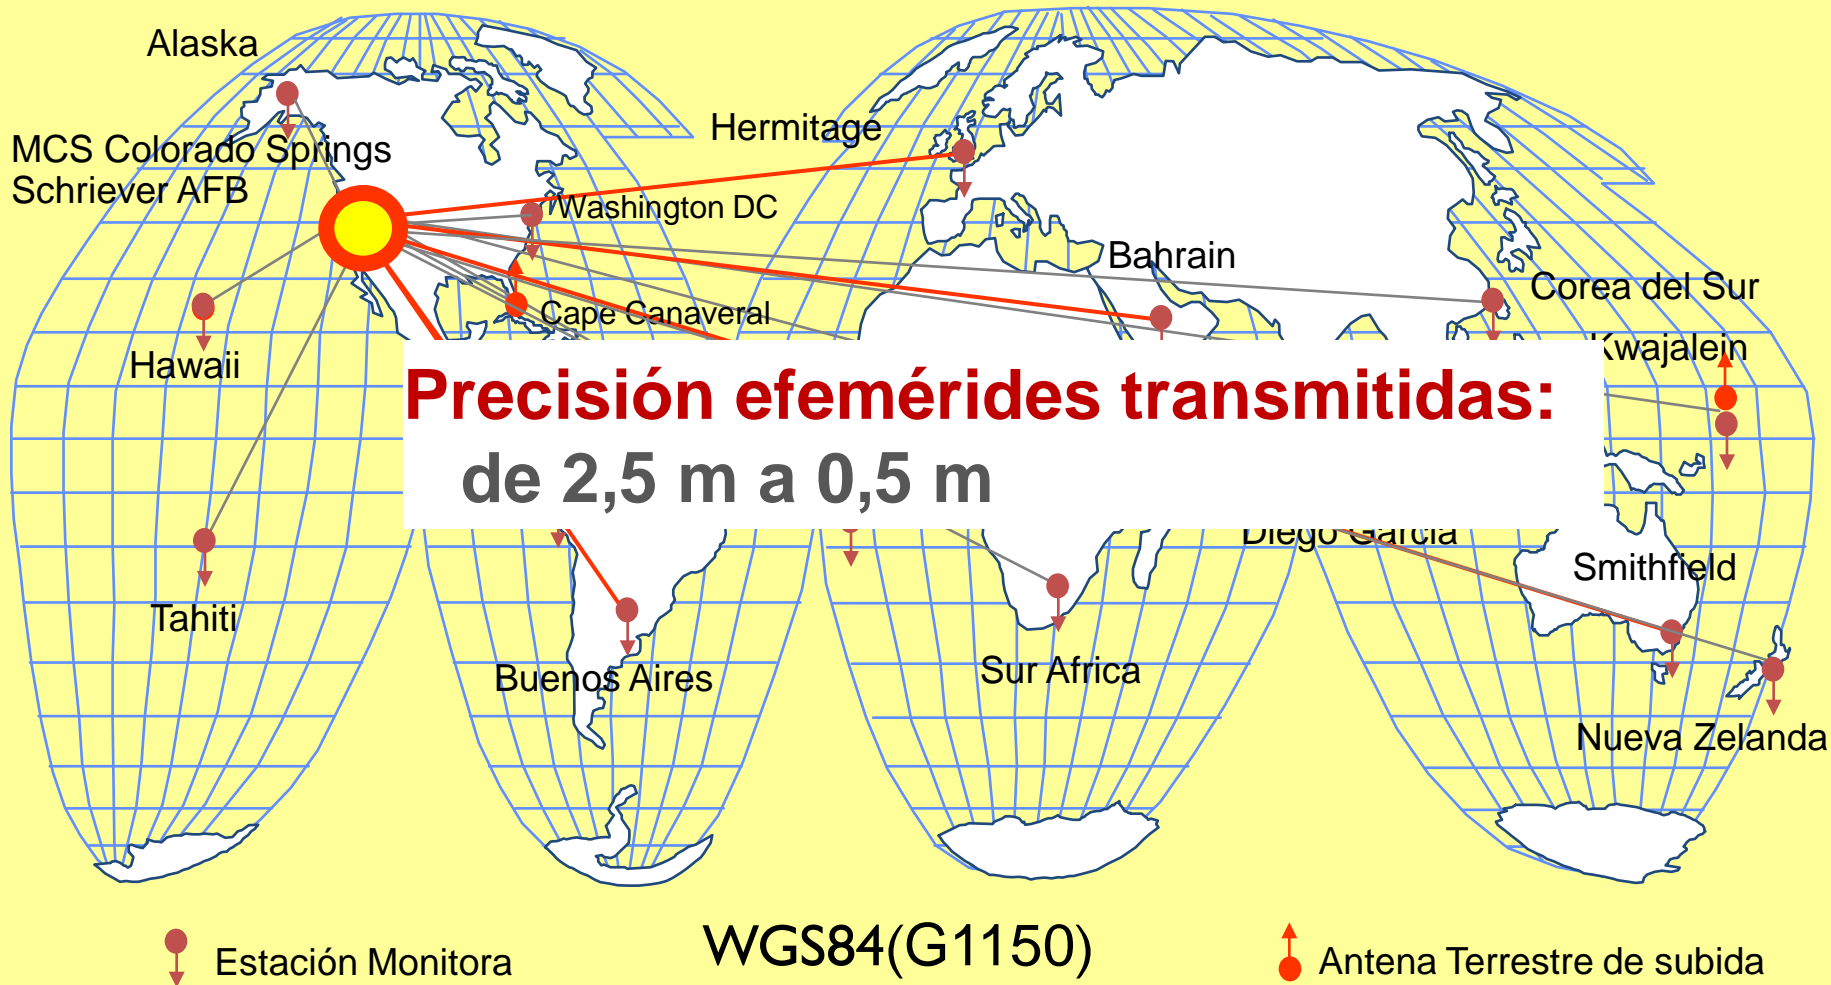 Alaska
MCS Colorado Springs
Schriever AFB
Hermitage
Washington DC
Bahrain
Corea del Sur
Cape Canaveral
Hawaii
Kwajalein
Precisión efemérides transmitidas:
de 2,5 m a 0,5 m
Diego Garcia
Smithfield
Tahiti
Buenos Aires
Sur Africa
Nueva Zelanda
Estación Monitora
WGS84(G1150)
Antena Terrestre de subida